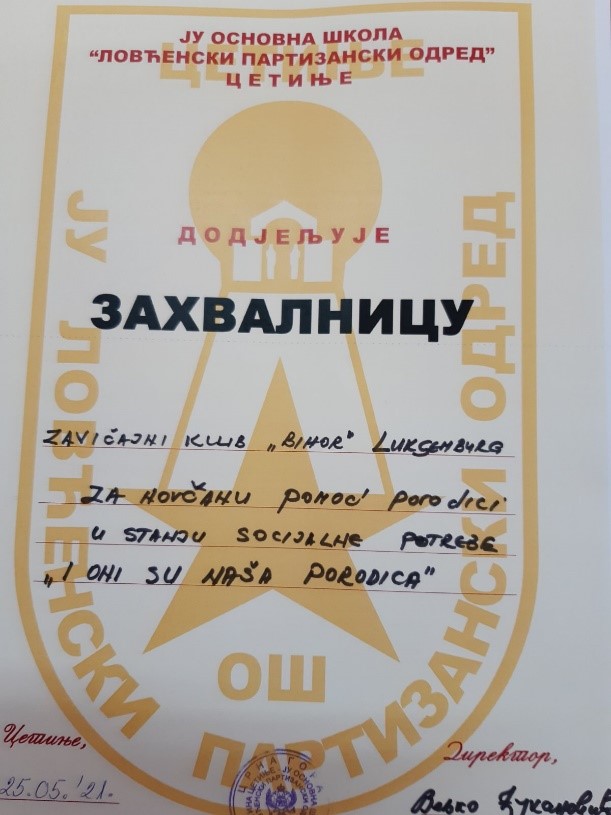 ЈУ ОСНОВНА ШКОЛА
“ЛОВЋЕНСКИ ПАРТИЗАНСКИ ОДРЕД”
ЦЕТИЊЕ
ЦЕТИЊЕ
ДОДЈЕЉУЈЕ
ЗАХВАЛНИЦУ
ZAVIČAJNI KLUB „BIHOR“ LUKSEMBURG
ZA NOVČANU POMOĆ PORODICI
U STANJU SOCIJALNE POTREBE
„I ONI SU NAŠA PORODICA“
ЈУ ЛОВЋЕНСКИ ПАРТИЗАНСКИ ОДРЕД
ОШ
Цетиње,
Директор,
25.05.'21.
Вељко